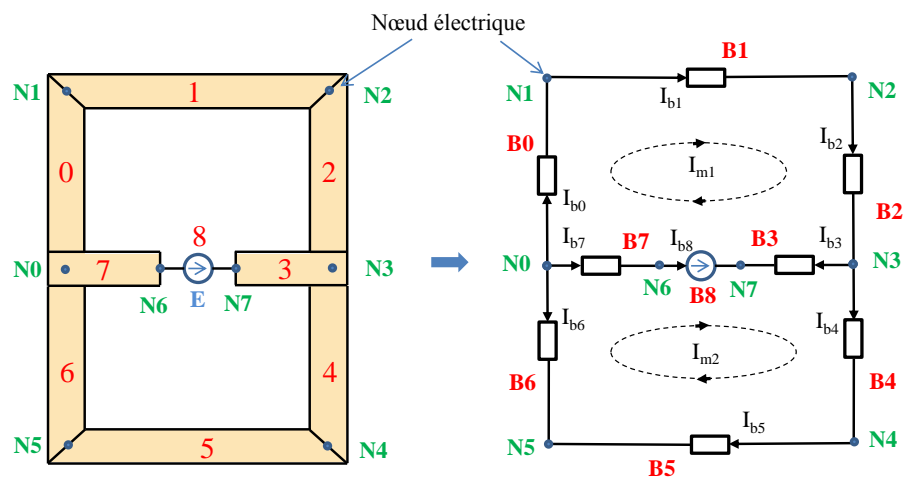 Nœud électrique
N1
1
N2
0
2
8
N0
7
3
N3
N6
E
N7
6
4
N5
5
N4
B1
N1
I_b1
N2
B0
I_b2
I_m1
B2
I_b0
I_b7
B7
I_b8
B3
I_b3
N0
N6
B8
N7
N3
I_b6
I_b4
I_m2
B6
B4
N5
I_b5
N4
B5